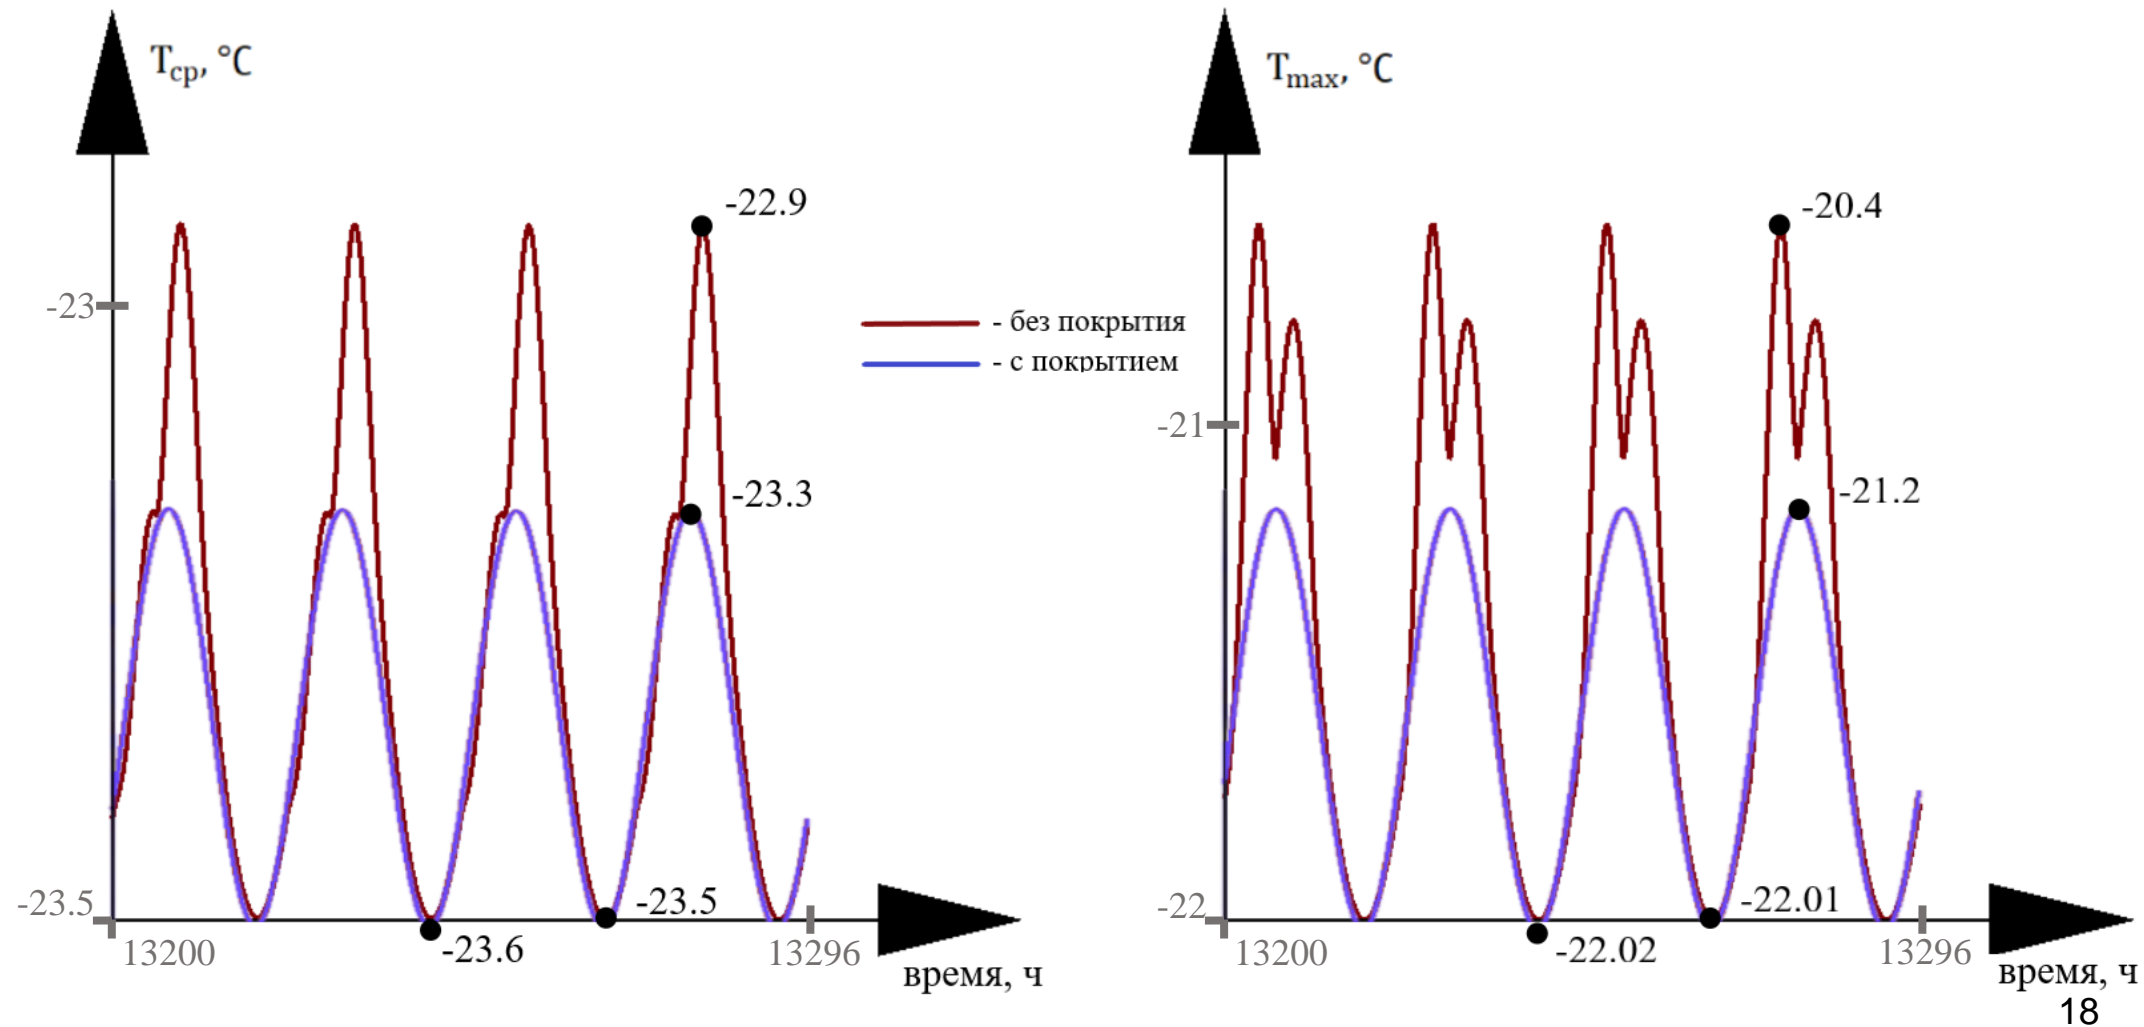 Tср, °C
-22.9
-23
-23.3
-23.5
-23.5
-23.6
13200
13296
время, ч
- без покрытия
- с покрытием
Tmax, °C
-20.4
-21
-21.2
-22
-22.01
-22.02
13200
13296
время, ч
18